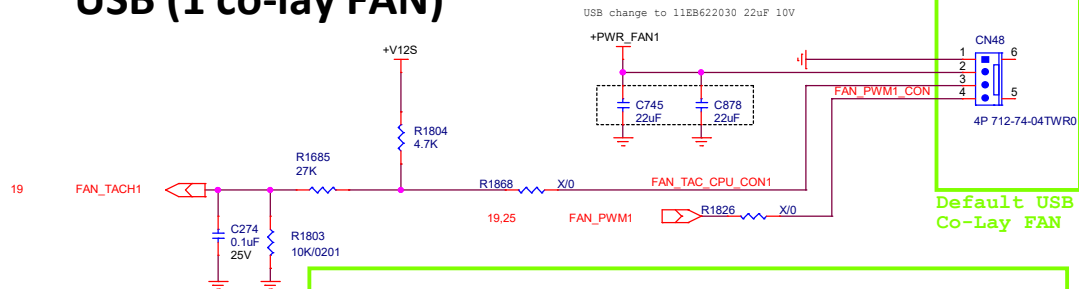 USB (1 co-lay FAN)
USB change to 11EB622030 22uF 10V
+PWR_FAN1
+V12S
CN48
1
6
2
3
4
5
FAN_PWM1_CON
C745
22uF
C878
22uF
4P 712-74-04TWR0
R1804
4.7K
R1685
27K
19
FAN_TACH1
R1868
X/0
FAN_TAC_CPU_CON1
19,25
FAN_PWM1
R1826
X/0
Default USB
Co-Lay FAN
C274
0.1uF
25V
R1803
10K/0201